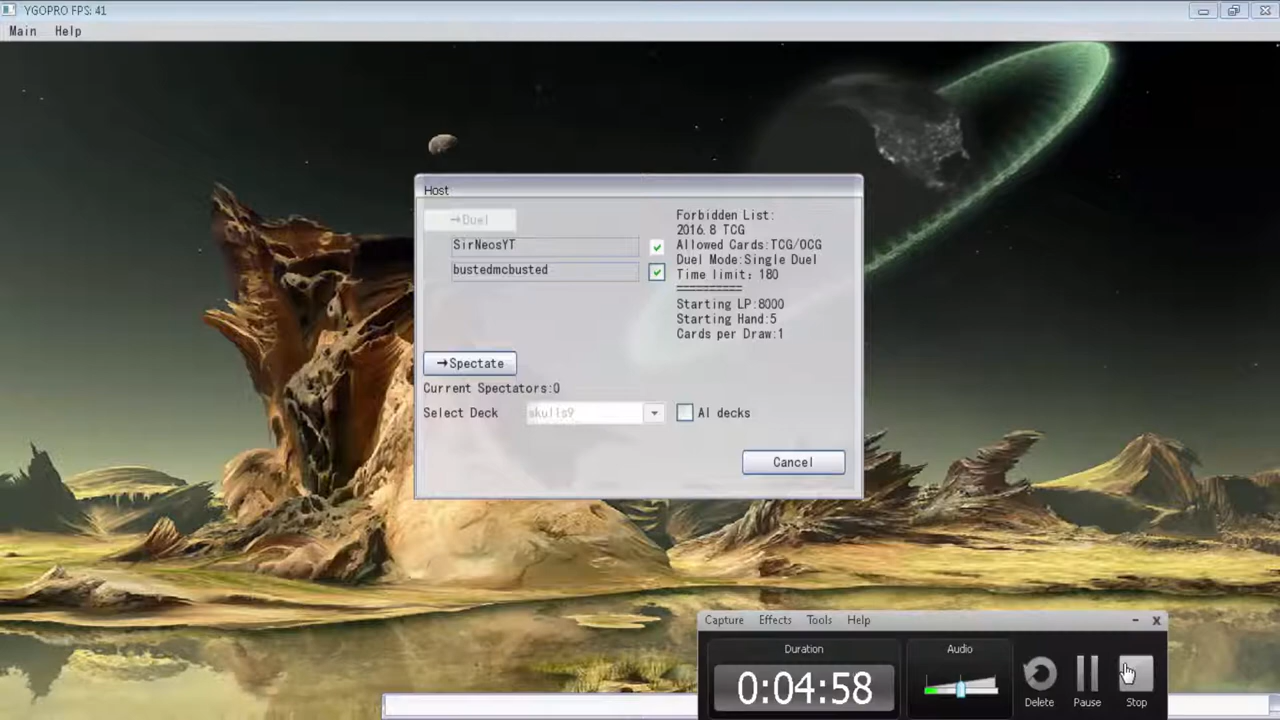 YGOPRO FPS: 41
Main Help
Host
→Duel
SirNeosYT
bustedmcbusted
Forbidden List:
2016.8 TCG
Allowed Cards:TCG/OCG
Duel Mode:Single Duel
Time limit: 180
==========
Starting LP:8000
Starting Hand:5
Cards per Draw:1
→Spectate
Current Spectators:0
Select Deck skulls9 AI decks
Cancel
Capture Effects Tools Help
Duration
0:04:58
Audio
Delete Pause Stop